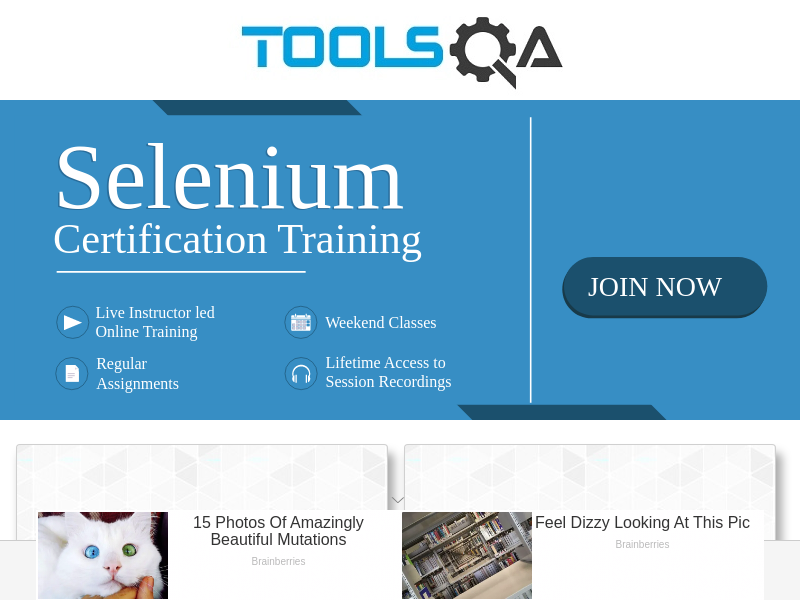 TOOLSQA
Selenium
Certification Training
JOIN NOW
Live Instructor led
Online Training
Weekend Classes
Regular
Assignments
Lifetime Access to
Session Recordings
15 Photos Of Amazingly
Beautiful Mutations
Brainberries
Feel Dizzy Looking At This Pic
Brainberries